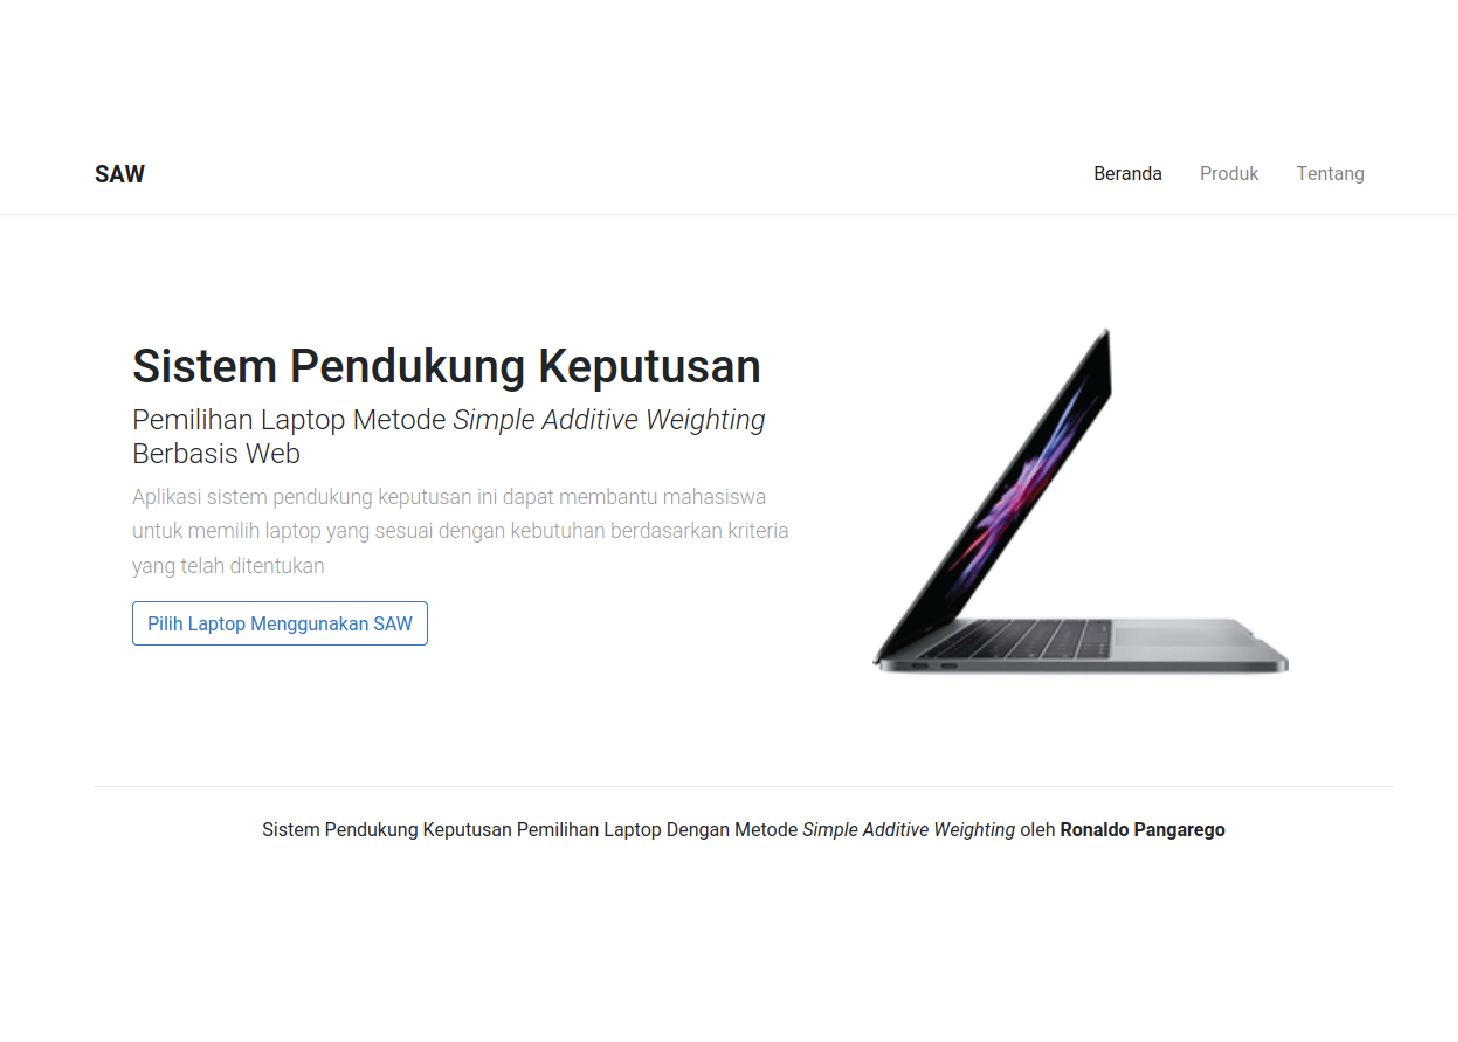 SAW
Beranda Produk Tentang
Sistem Pendukung Keputusan
Pemilihan Laptop Metode Simple Additive Weighting
Berbasis Web
Aplikasi sistem pendukung keputusan ini dapat membantu mahasiswa
untuk memilih laptop yang sesuai dengan kebutuhan berdasarkan kriteria
yang telah ditentukan
Pilih Laptop Menggunakan SAW
Sistem Pendukung Keputusan Pemilihan Laptop Dengan Metode Simple Additive Weighting oleh Ronaldo Pangarego